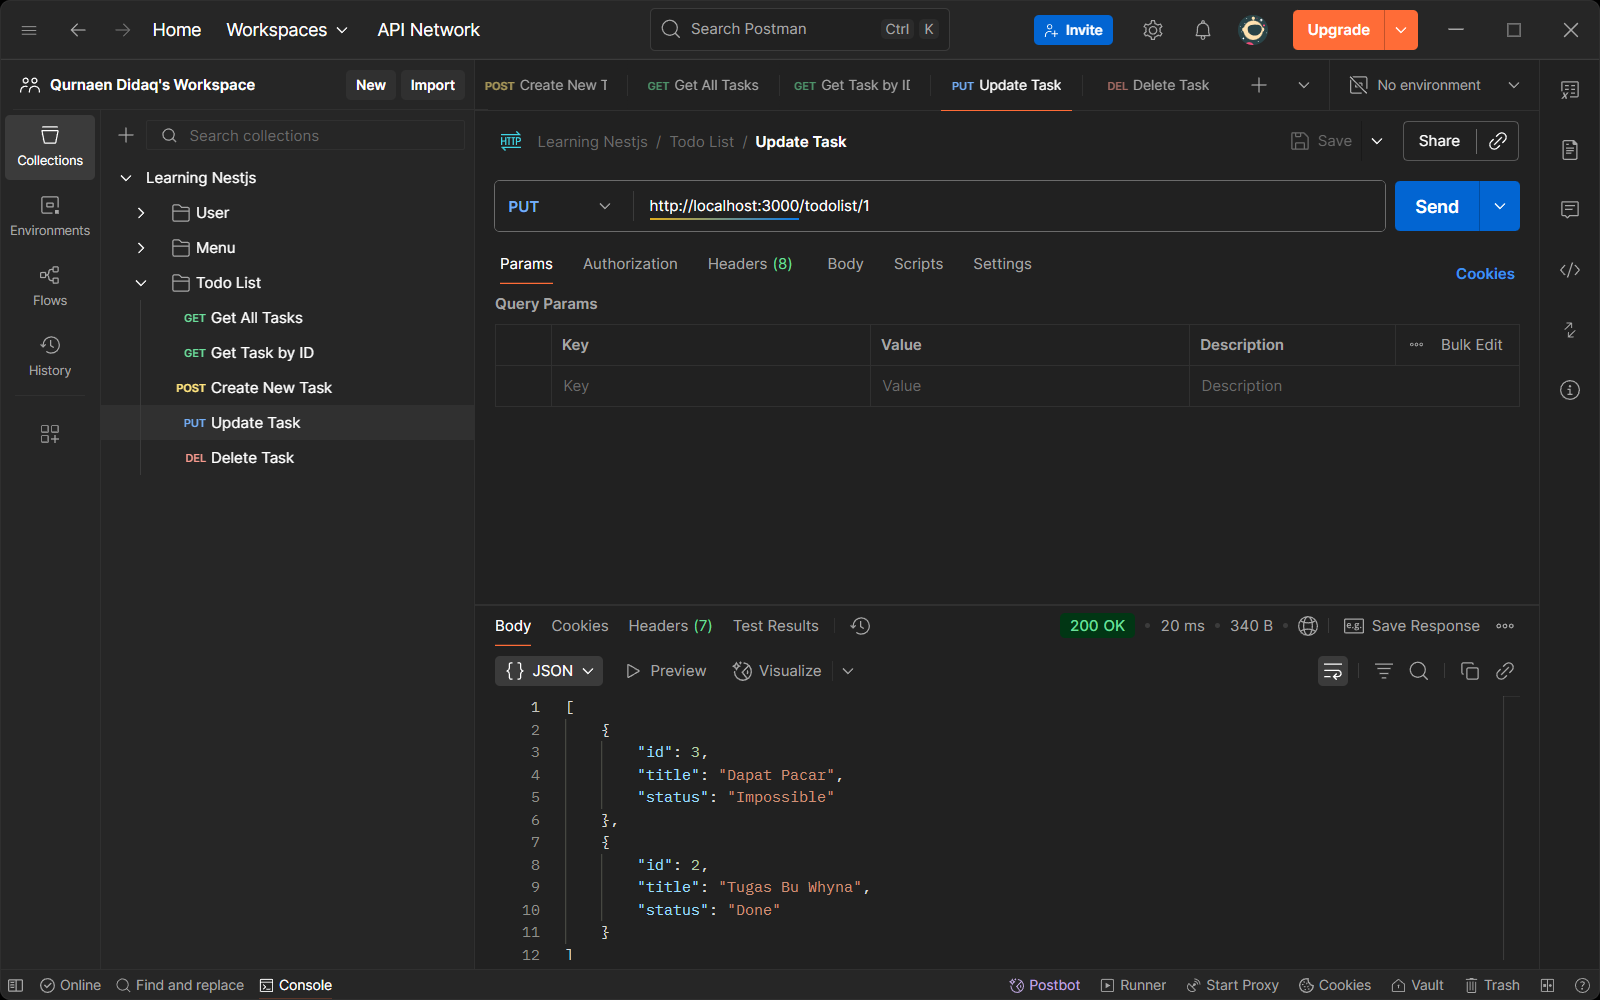 Home Workspaces API Network Search Postman Ctrl K Invite Upgrade
Qurnaen Didaq's Workspace New Import
POST Create New T GET Get All Tasks GET Get Task by ID PUT Update Task DEL Delete Task No environment
Collections
Environments
Flows
History
Search collections
Learning Nestjs
User
Menu
Todo List
GET Get All Tasks
GET Get Task by ID
POST Create New Task
PUT Update Task
DEL Delete Task
HTTP Learning Nestjs / Todo List / Update Task Save Share
PUT http://localhost:3000/todolist/1 Send
Params Authorization Headers (8) Body Scripts Settings Cookies
Query Params
Key Value Description Bulk Edit
Key Value Description
Body Cookies Headers (7) Test Results 200 OK • 20 ms • 340 B • e.g. Save Response
{} JSON Preview Visualize
1 [
2 {
3 "id": 3,
4 "title": "Dapat Pacar",
5 "status": "Impossible"
6 },
7 {
8 "id": 2,
9 "title": "Tugas Bu Whyna",
10 "status": "Done"
11 }
12 ]
Online Find and replace Console Postbot Runner Start Proxy Cookies Vault Trash